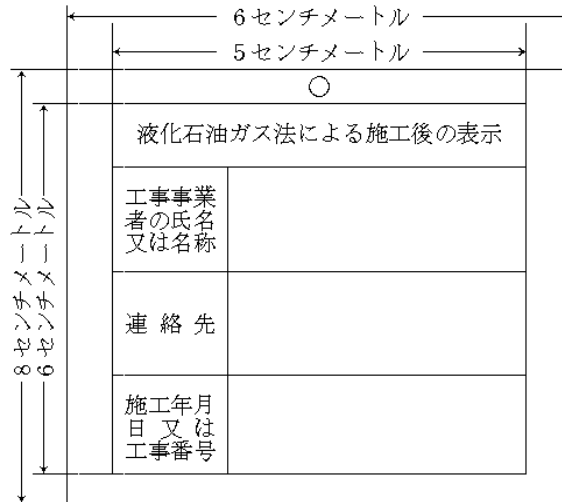 6センチメートル
5センチメートル
8センチメートル
6センチメートル
液化石油ガス法による施工後の表示
工事事業
者の氏名
又は名称
連絡先
施工年月
日又は
工事番号